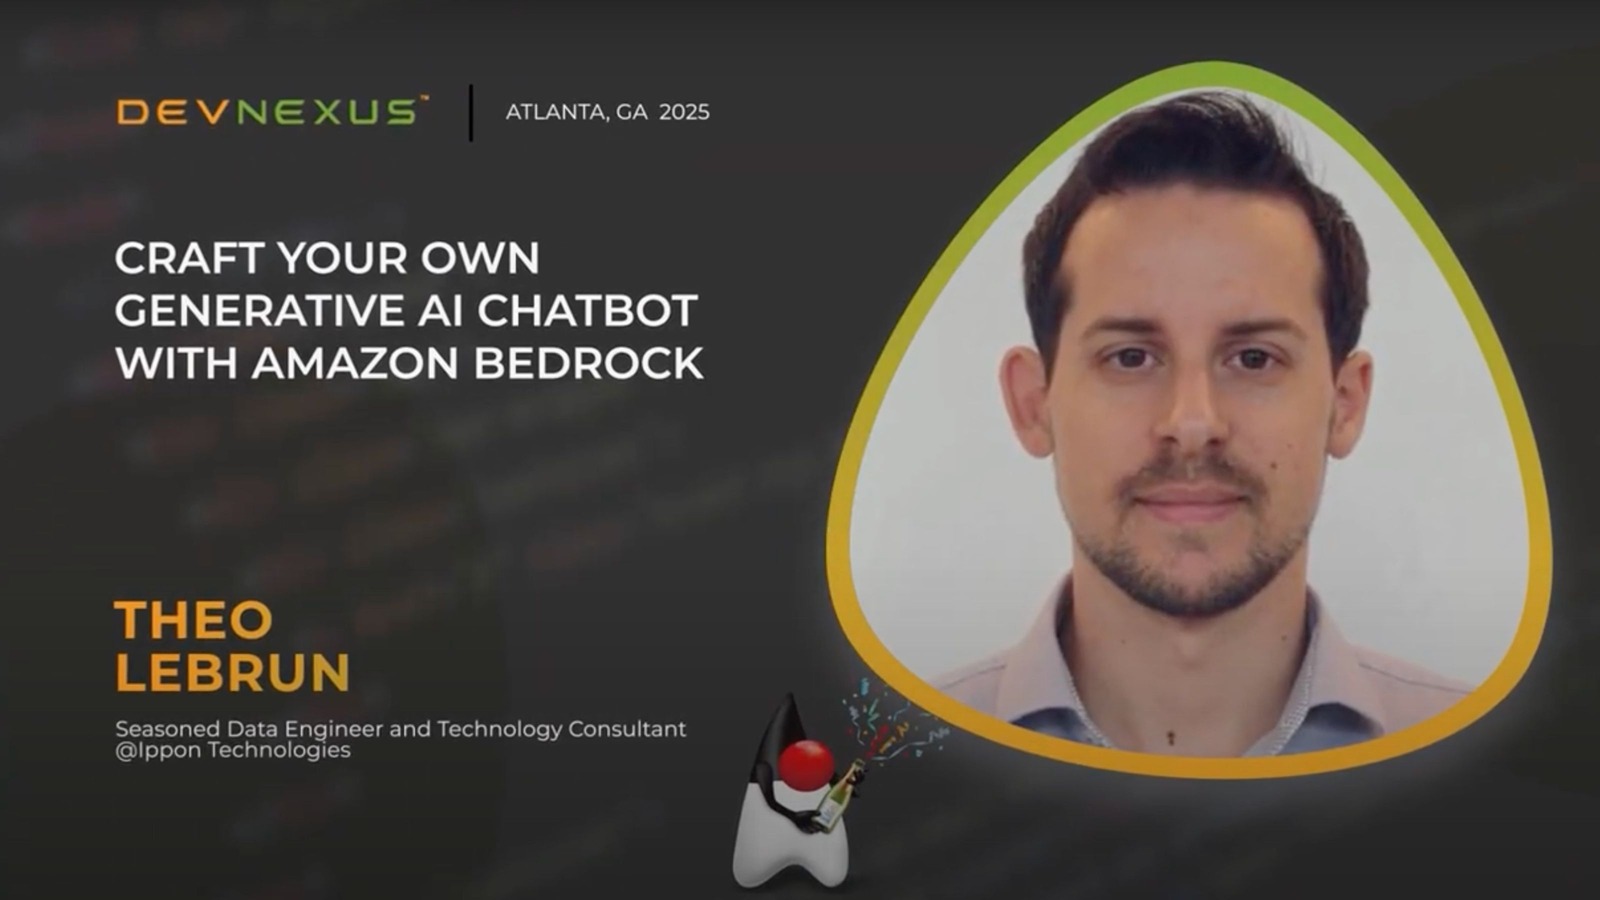 DEVNEXUS™
ATLANTA, GA 2025
CRAFT YOUR OWN
GENERATIVE AI CHATBOT
WITH AMAZON BEDROCK
THEO
LEBRUN
Seasoned Data Engineer and Technology Consultant
@Ippon Technologies